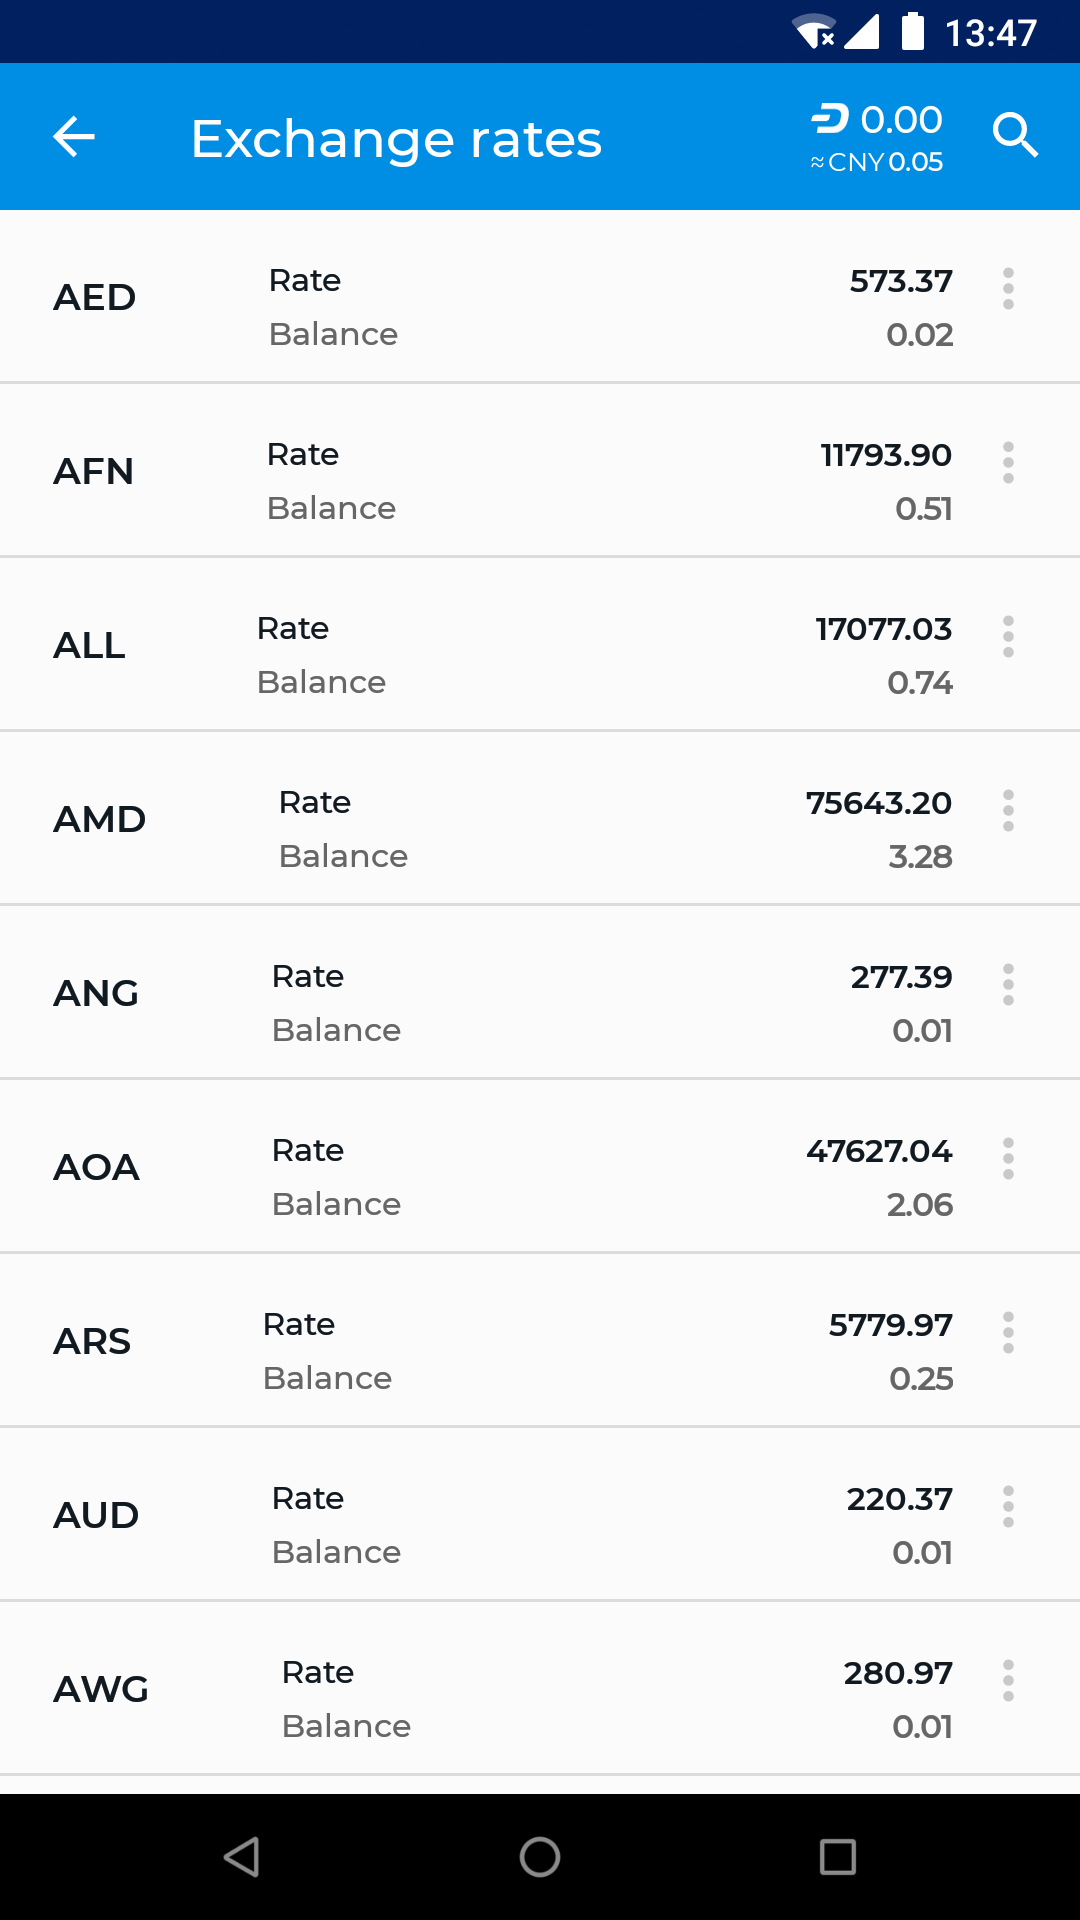 13:47
Exchange rates
0.00
≈ CNY 0.05
AED
Rate 573.37
Balance 0.02
AFN
Rate 11793.90
Balance 0.51
ALL
Rate 17077.03
Balance 0.74
AMD
Rate 75643.20
Balance 3.28
ANG
Rate 277.39
Balance 0.01
AOA
Rate 47627.04
Balance 2.06
ARS
Rate 5779.97
Balance 0.25
AUD
Rate 220.37
Balance 0.01
AWG
Rate 280.97
Balance 0.01